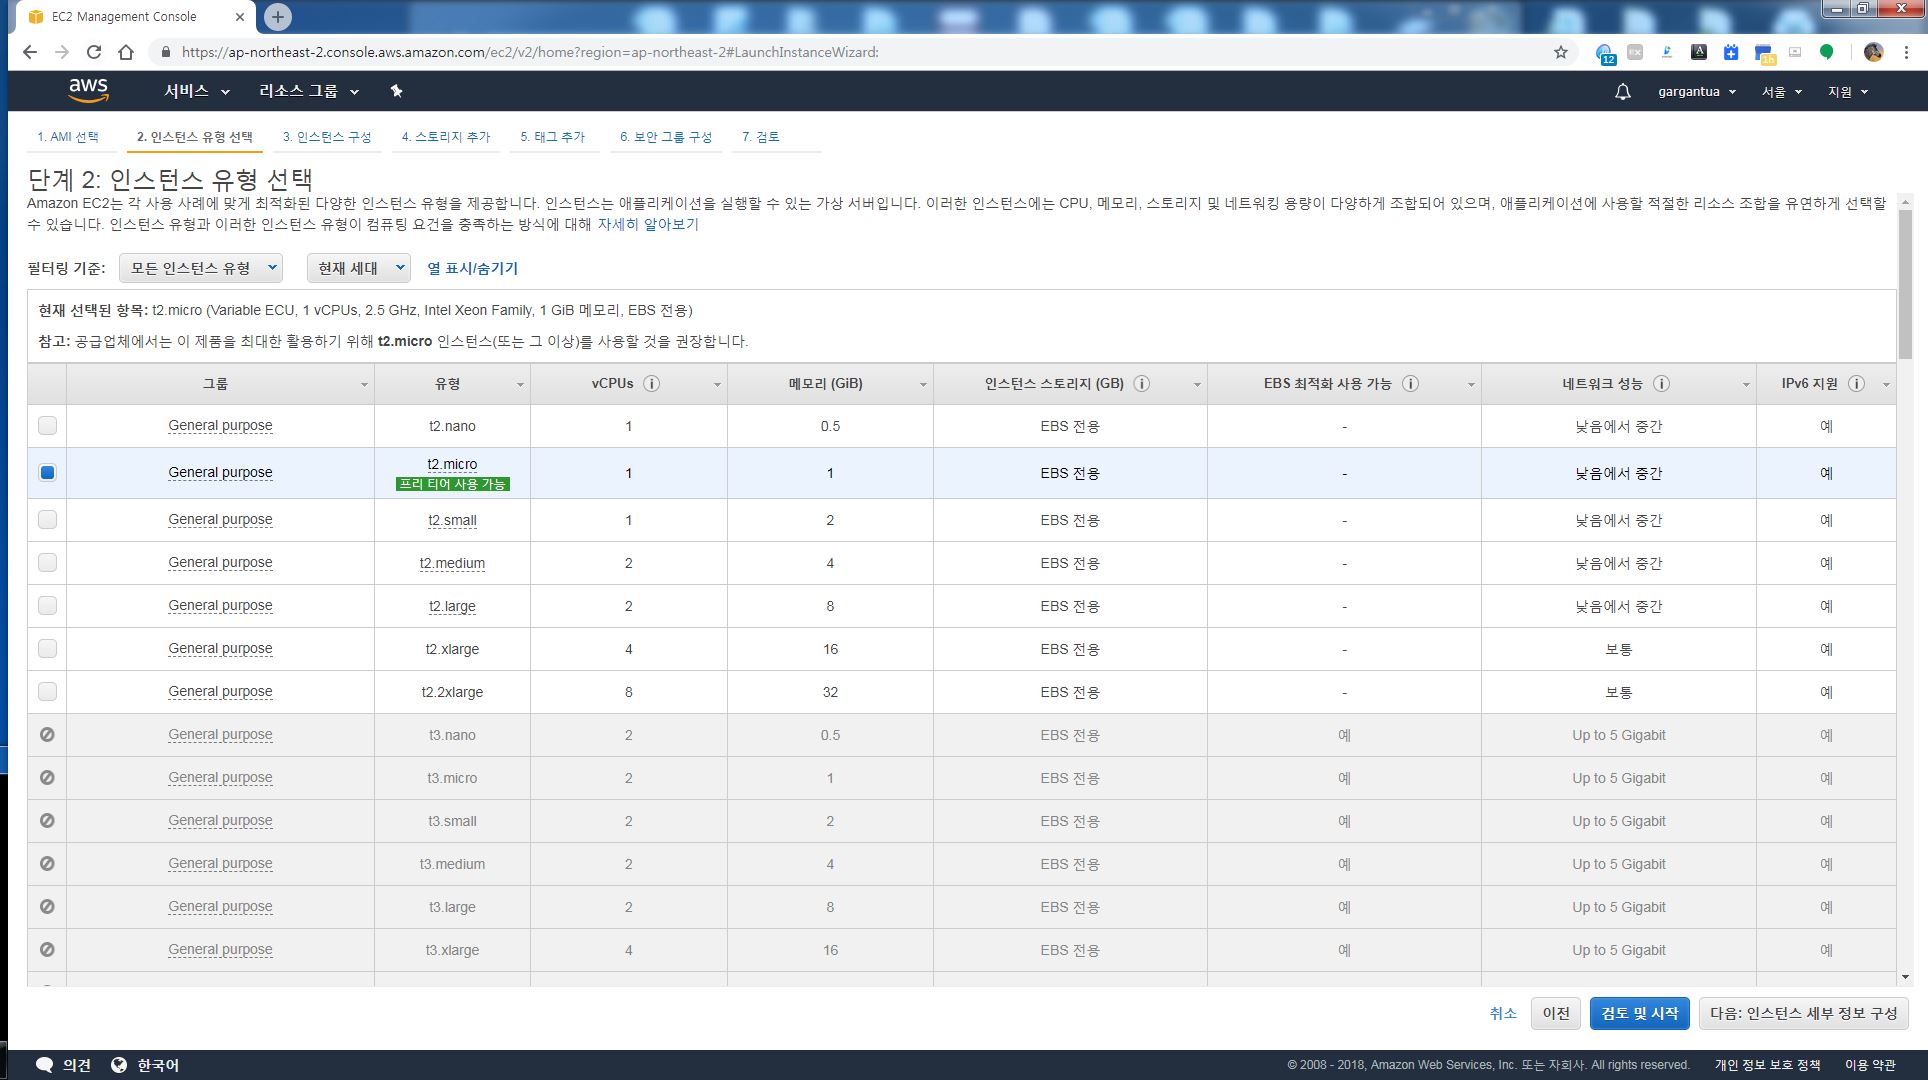 EC2 Management Console
https://ap-northeast-2.console.aws.amazon.com/ec2/v2/home?region=ap-northeast-2#LaunchInstanceWizard:
12
1h
aws 서비스 리소스 그룹 gargantua 서울 지원
1. AMI 선택 2. 인스턴스 유형 선택 3. 인스턴스 구성 4. 스토리지 추가 5. 태그 추가 6. 보안 그룹 구성 7. 검토
단계 2: 인스턴스 유형 선택
Amazon EC2는 각 사용 사례에 맞게 최적화된 다양한 인스턴스 유형을 제공합니다. 인스턴스는 애플리케이션을 실행할 수 있는 가상 서버입니다. 이러한 인스턴스에는 CPU, 메모리, 스토리지 및 네트워킹 용량이 다양하게 조합되어 있으며, 애플리케이션에 사용할 적절한 리소스 조합을 유연하게 선택할
수 있습니다. 인스턴스 유형과 이러한 인스턴스 유형이 컴퓨팅 요건을 충족하는 방식에 대해 자세히 알아보기
필터링 기준: 모든 인스턴스 유형 현재 세대 열 표시/숨기기
현재 선택된 항목: t2.micro (Variable ECU, 1 vCPUs, 2.5 GHz, Intel Xeon Family, 1 GiB 메모리, EBS 전용)
참고: 공급업체에서는 이 제품을 최대한 활용하기 위해 t2.micro 인스턴스(또는 그 이상)를 사용할 것을 권장합니다.
그룹 유형 vCPUs 메모리 (GiB) 인스턴스 스토리지 (GB) EBS 최적화 사용 가능 네트워크 성능 IPv6 지원
General purpose t2.nano 1 0.5 EBS 전용 - 낮음에서 중간 예
General purpose t2.micro 1 1 EBS 전용 - 낮음에서 중간 예
프리 티어 사용 가능
General purpose t2.small 1 2 EBS 전용 - 낮음에서 중간 예
General purpose t2.medium 2 4 EBS 전용 - 낮음에서 중간 예
General purpose t2.large 2 8 EBS 전용 - 낮음에서 중간 예
General purpose t2.xlarge 4 16 EBS 전용 - 보통 예
General purpose t2.2xlarge 8 32 EBS 전용 - 보통 예
General purpose t3.nano 2 0.5 EBS 전용 예 Up to 5 Gigabit 예
General purpose t3.micro 2 1 EBS 전용 예 Up to 5 Gigabit 예
General purpose t3.small 2 2 EBS 전용 예 Up to 5 Gigabit 예
General purpose t3.medium 2 4 EBS 전용 예 Up to 5 Gigabit 예
General purpose t3.large 2 8 EBS 전용 예 Up to 5 Gigabit 예
General purpose t3.xlarge 4 16 EBS 전용 예 Up to 5 Gigabit 예
취소 이전 검토 및 시작 다음: 인스턴스 세부 정보 구성
의견 한국어 © 2008 - 2018, Amazon Web Services, Inc. 또는 자회사. All rights reserved. 개인 정보 보호 정책 이용 약관